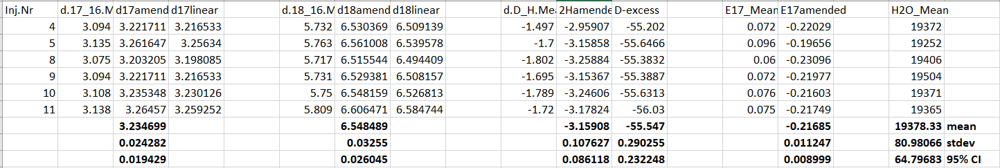 Inj.Nr d.17_16.M d17amend d17linear d.18_16.M d18amend d18linear d.D_H.Mea 2Hamende D-excess E17_Mean E17amended H2O_Mean
4 3.094 3.221711 3.216533 5.732 6.530369 6.509139 -1.497 -2.95907 -55.202 0.072 -0.22029 19372
5 3.135 3.261647 3.25634 5.763 6.561008 6.539578 -1.7 -3.15858 -55.6466 0.096 -0.19656 19252
8 3.075 3.203205 3.198085 5.717 6.515544 6.494409 -1.802 -3.25884 -55.3832 0.06 -0.23096 19406
9 3.094 3.221711 3.216533 5.731 6.529381 6.508157 -1.695 -3.15367 -55.3887 0.072 -0.21977 19504
10 3.108 3.235348 3.230126 5.75 6.548159 6.526813 -1.789 -3.24606 -55.6313 0.076 -0.21603 19371
11 3.138 3.26457 3.259252 5.809 6.606471 6.584744 -1.72 -3.17824 -56.03 0.075 -0.21749 19365
3.234699 6.548489 -3.15908 -55.547 -0.21685 19378.33 mean
0.024282 0.03255 0.107627 0.290255 0.011247 80.98066 stdev
0.019429 0.026045 0.086118 0.232248 0.008999 64.79683 95% CI